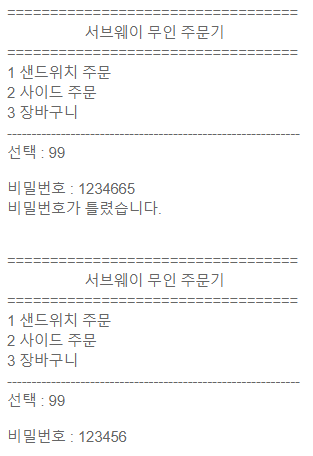 ==================================
서브웨이 무인 주문기
==================================
1 샌드위치 주문
2 사이드 주문
3 장바구니
------------------------------------------------------------
선택 : 99
비밀번호 : 1234665
비밀번호가 틀렸습니다.
==================================
서브웨이 무인 주문기
==================================
1 샌드위치 주문
2 사이드 주문
3 장바구니
------------------------------------------------------------
선택 : 99
비밀번호 : 123456